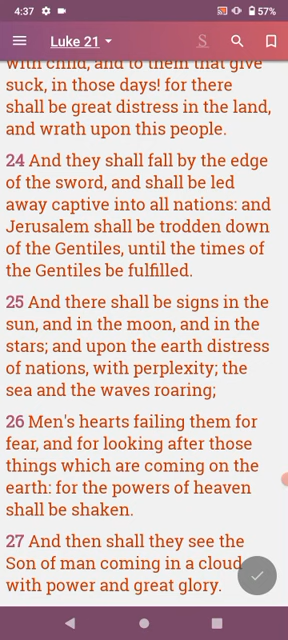 4:37 57%
Luke 21 S
with child, and to them that give
suck, in those days! for there
shall be great distress in the land,
and wrath upon this people.
24 And they shall fall by the edge
of the sword, and shall be led
away captive into all nations: and
Jerusalem shall be trodden down
of the Gentiles, until the times of
the Gentiles be fulfilled.
25 And there shall be signs in the
sun, and in the moon, and in the
stars; and upon the earth distress
of nations, with perplexity; the
sea and the waves roaring;
26 Men's hearts failing them for
fear, and for looking after those
things which are coming on the
earth: for the powers of heaven
shall be shaken.
27 And then shall they see the
Son of man coming in a cloud
with power and great glory.